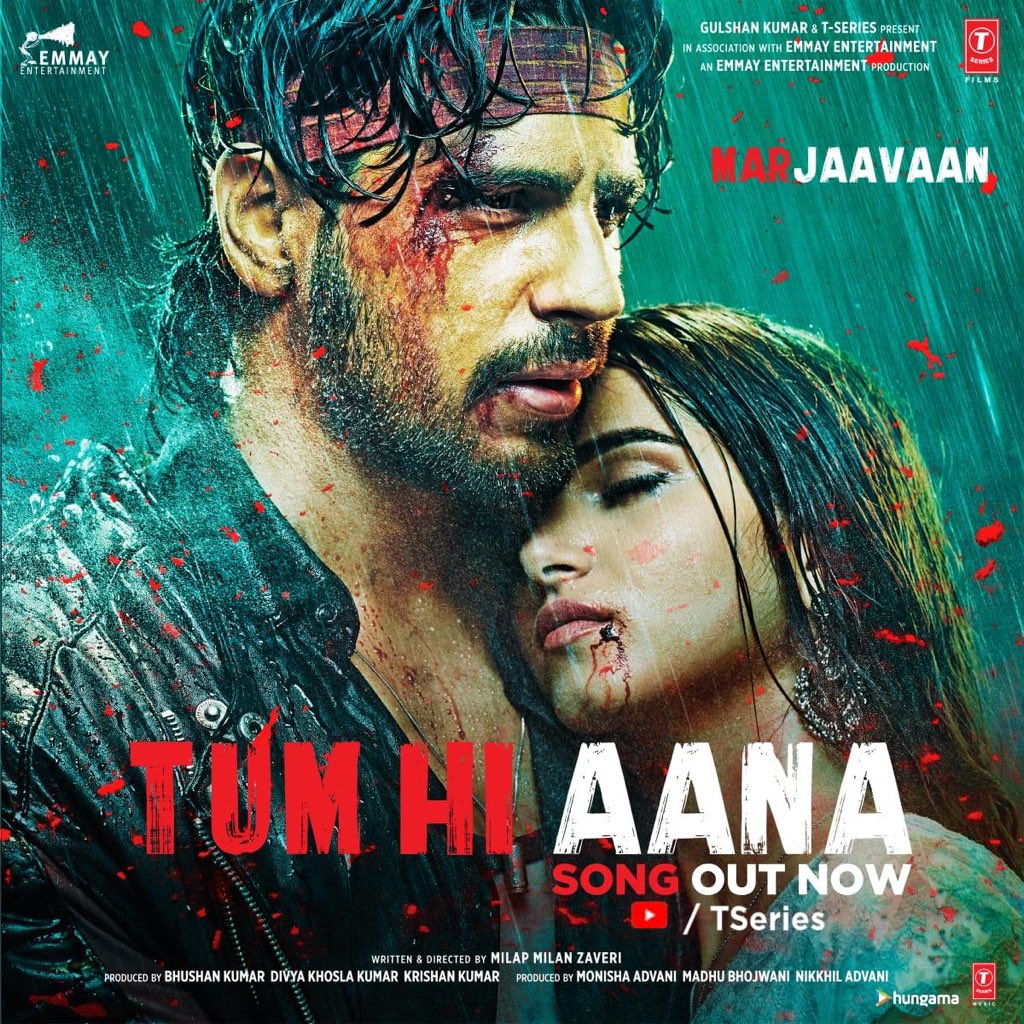 EMMAY
ENTERTAINMENT
GULSHAN KUMAR & T-SERIES PRESENT
IN ASSOCIATION WITH EMMAY ENTERTAINMENT
AN EMMAY ENTERTAINMENT PRODUCTION
T
SERIES
FILMS
MARJAAVAAN
TUM HI AANA
SONG OUT NOW
/ TSeries
WRITTEN & DIRECTED BY MILAP MILAN ZAVERI
PRODUCED BY BHUSHAN KUMAR DIVYA KHOSLA KUMAR KRISHAN KUMAR PRODUCED BY MONISHA ADVANI MADHU BHOJWANI NIKKHIL ADVANI
hungama
T
SERIES
MUSIC